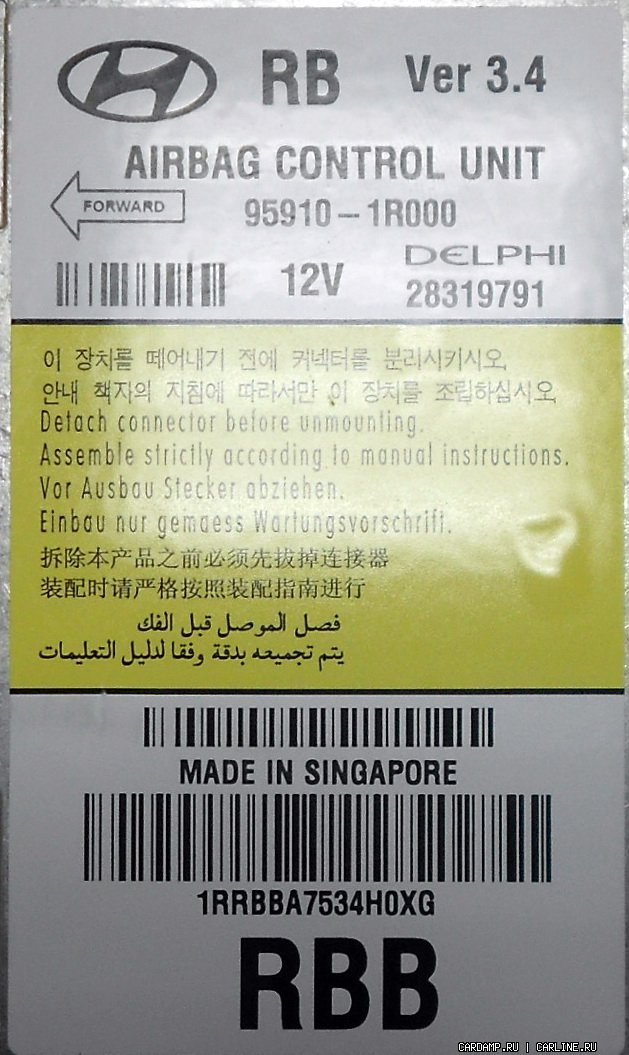 RB Ver 3.4
AIRBAG CONTROL UNIT
FORWARD
95910-1R000
12V
DELPHI
28319791
이 장치를 떼어내기 전에 커넥터를 분리시키시오.
안내 책자의 지침에 따라서만 이 장치를 조립하십시오.
Detach connector before unmounting.
Assemble strictly according to manual instructions.
Vor Ausbau Stecker abziehen.
Einbau nur gemaess Wartungsvorschrift.
拆除本产品之前必须先拔掉连接器
装配时请严格按照装配指南进行
فصل الموصل قبل الفك
يتم تجميعه بدقة وفقا لدليل التعليمات
MADE IN SINGAPORE
1RRBBA7534H0XG
RBB
CARDAMP.RU | CARLINE.RU